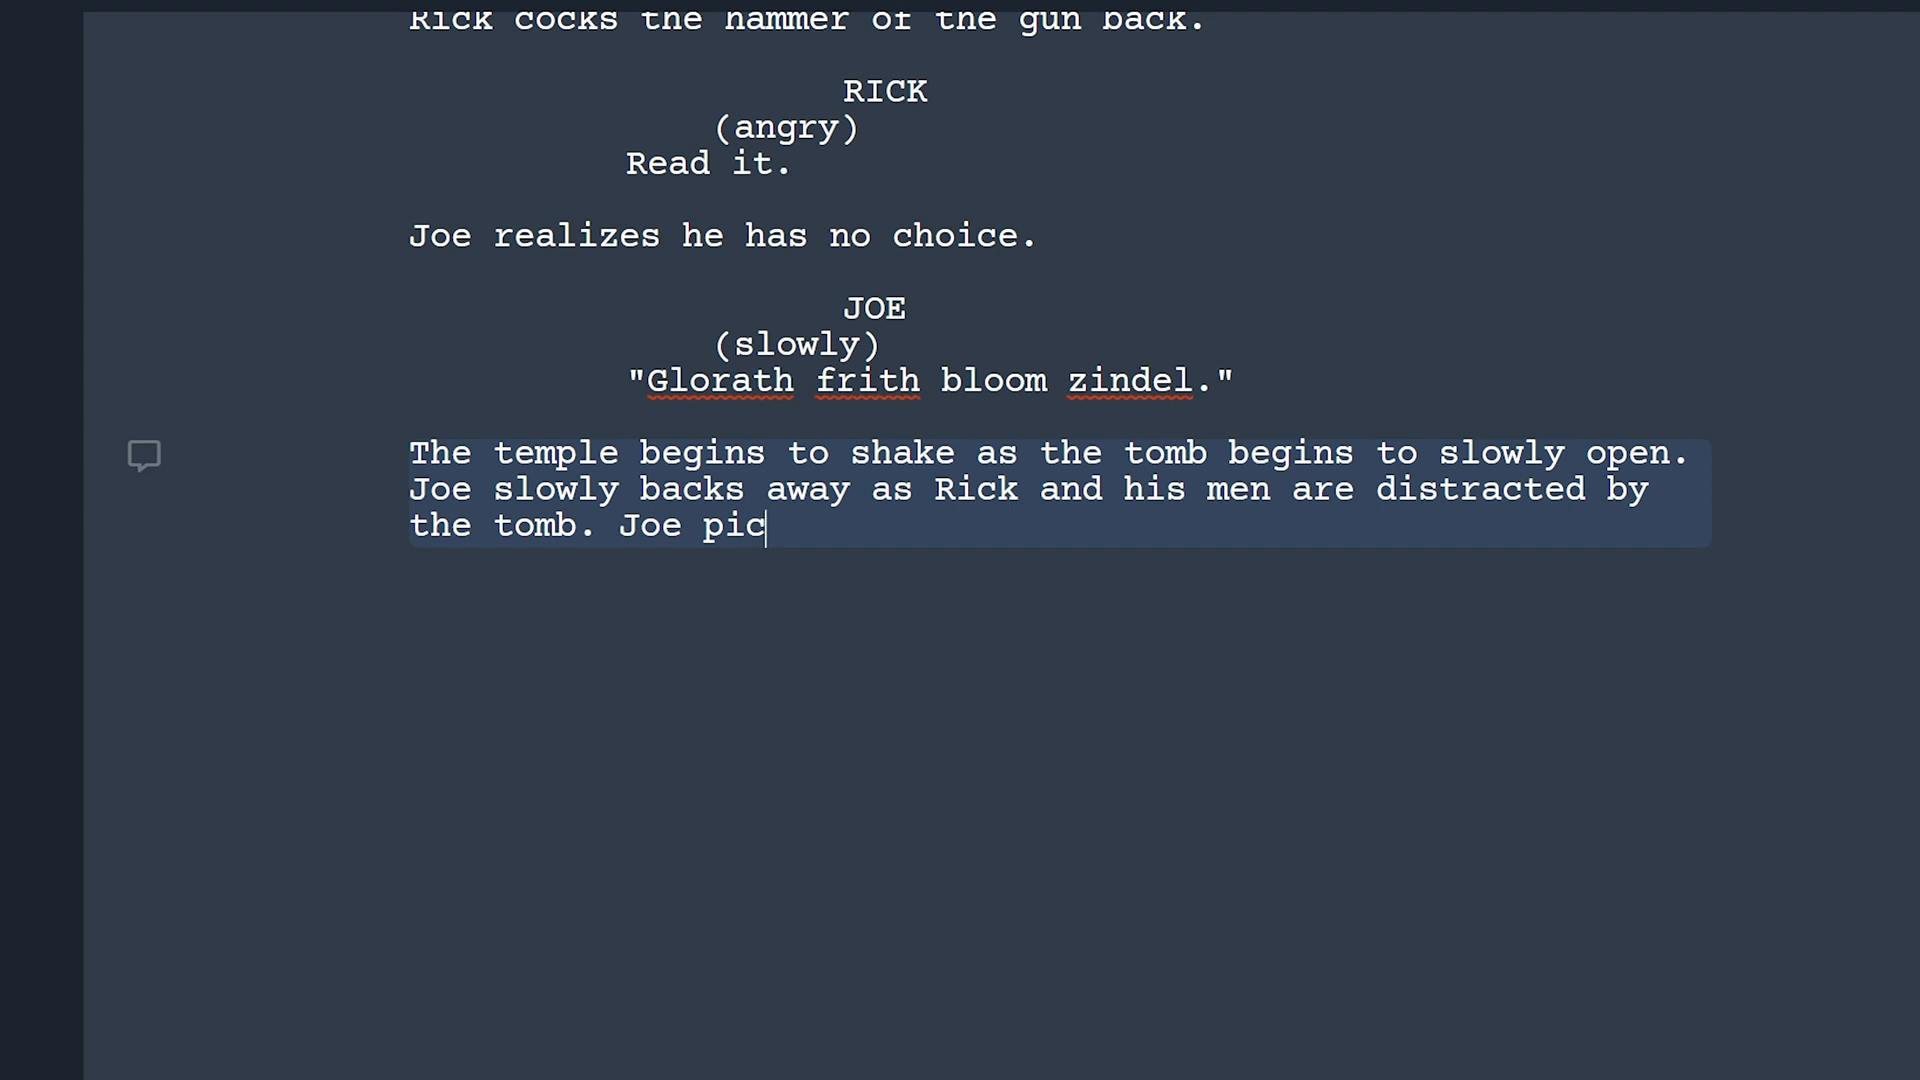 Rick cocks the hammer of the gun back.
RICK
(angry)
Read it.
Joe realizes he has no choice.
JOE
(slowly)
"Glorath frith bloom zindel."
The temple begins to shake as the tomb begins to slowly open.
Joe slowly backs away as Rick and his men are distracted by
the tomb. Joe pic